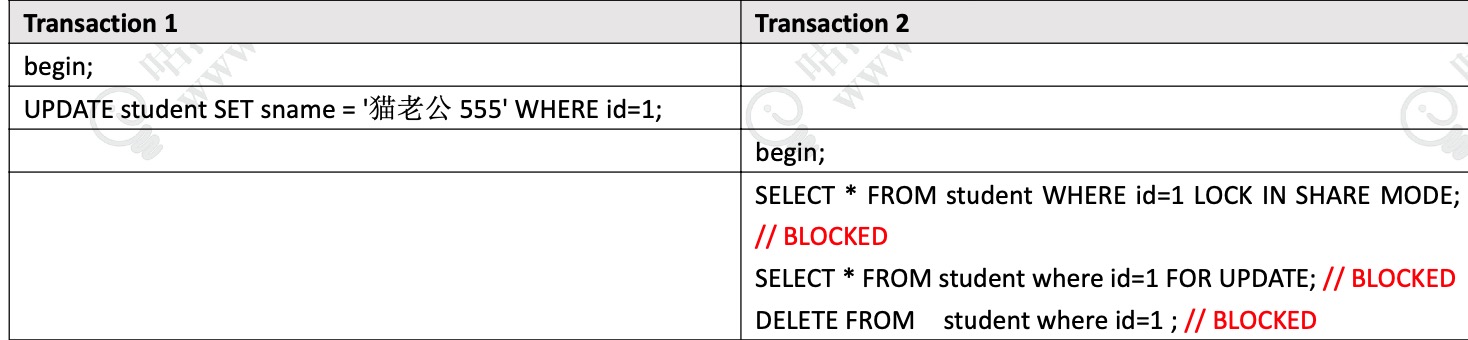 Transaction 1
Transaction 2
begin;
UPDATE student SET sname = '猫老公 555' WHERE id=1;
begin;
SELECT * FROM student WHERE id=1 LOCK IN SHARE MODE;
// BLOCKED
SELECT * FROM student where id=1 FOR UPDATE; // BLOCKED
DELETE FROM student where id=1 ; // BLOCKED
www
www